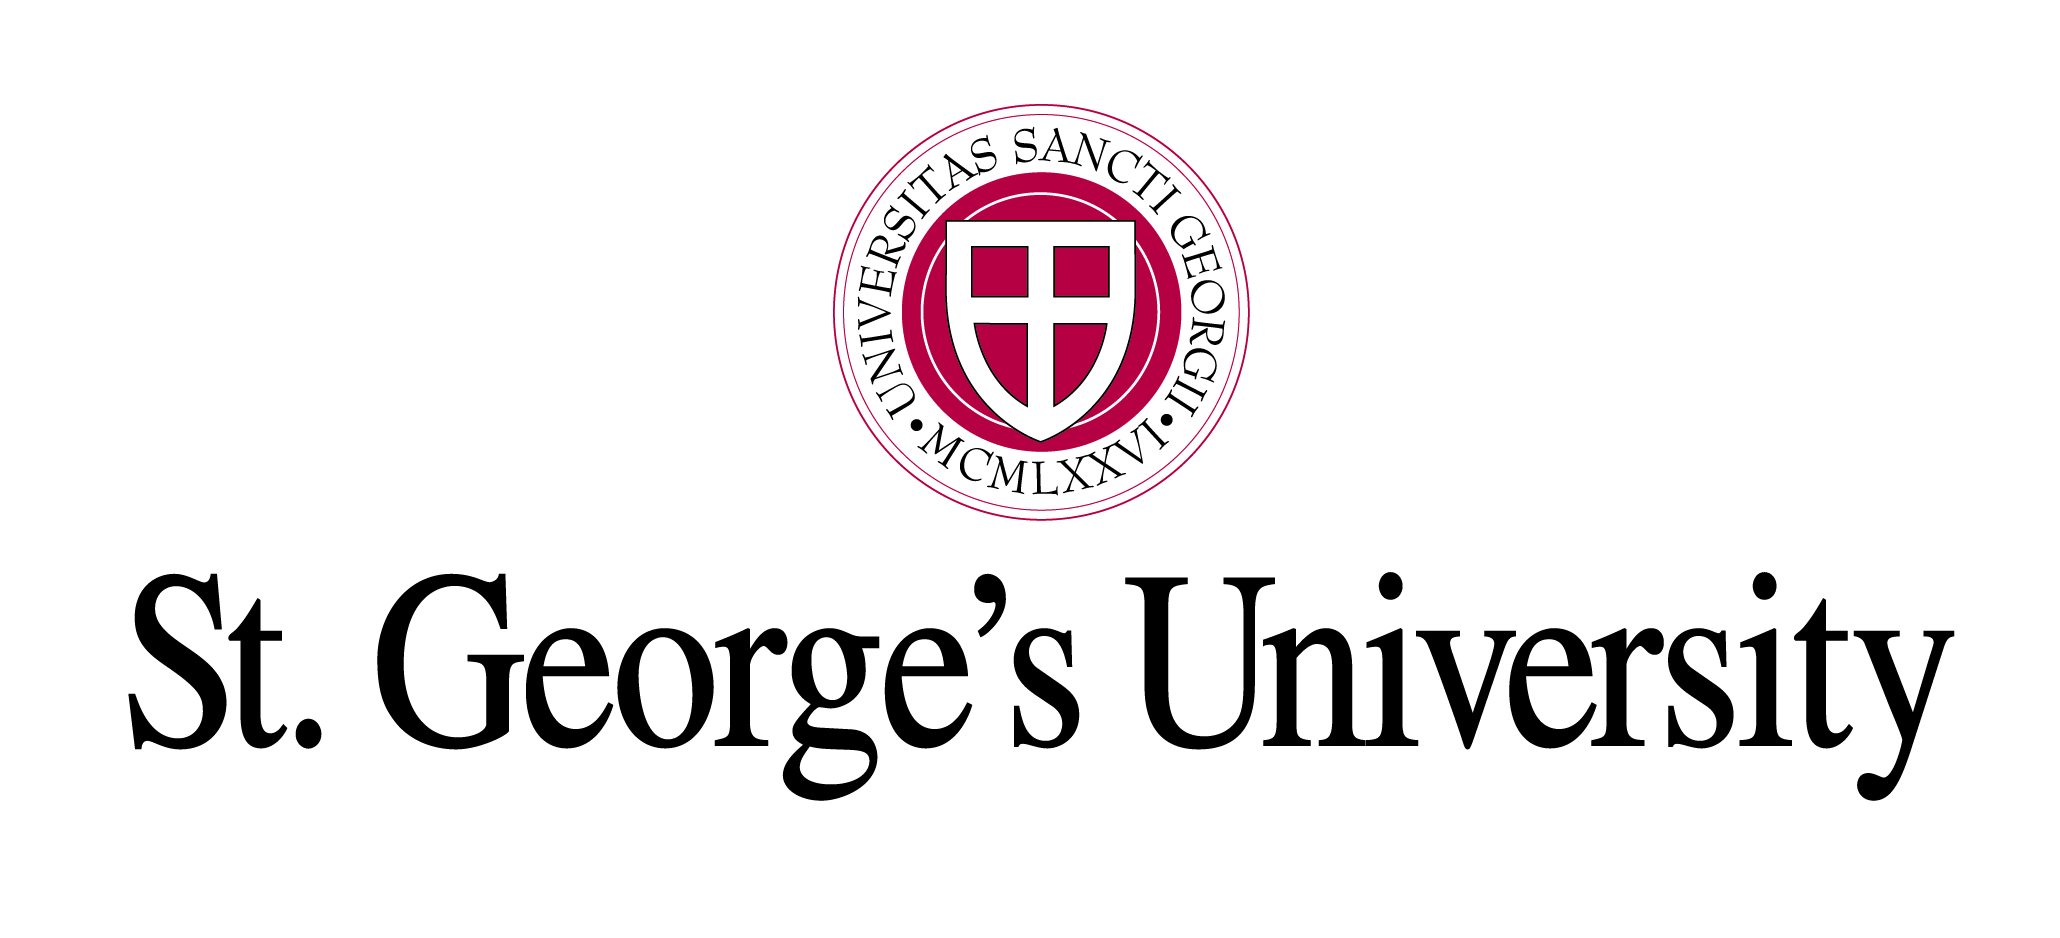 UNIVERSITAS SANCTI GEORGII
• MCMLXXVI •
St. George’s University